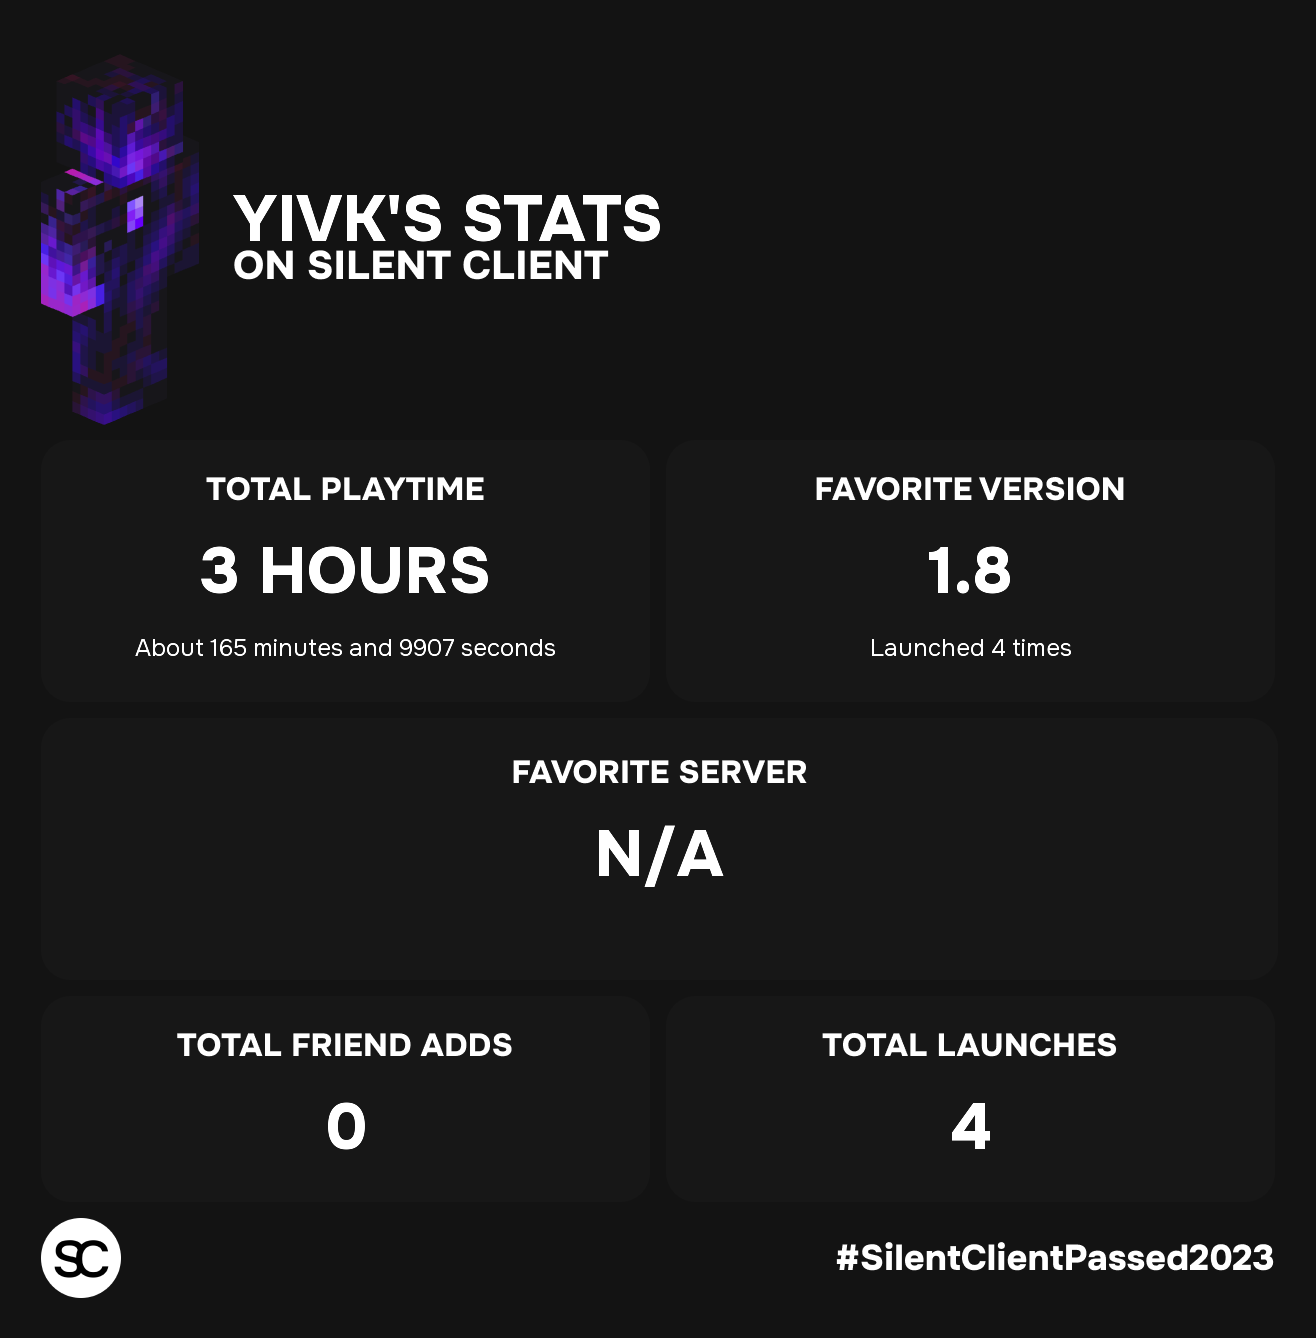 YIVK'S STATS
ON SILENT CLIENT
TOTAL PLAYTIME
3 HOURS
About 165 minutes and 9907 seconds
FAVORITE VERSION
1.8
Launched 4 times
FAVORITE SERVER
N/A
TOTAL FRIEND ADDS
0
TOTAL LAUNCHES
4
SC
#SilentClientPassed2023